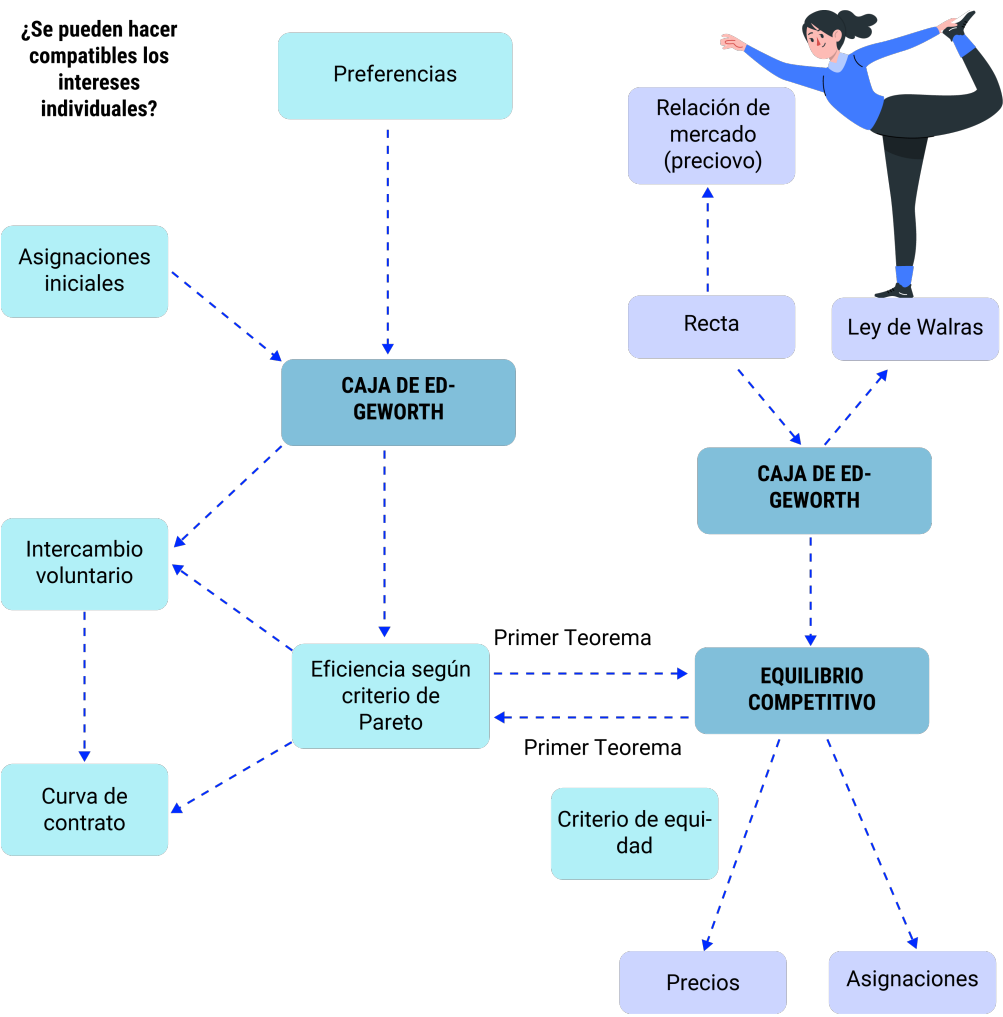 ¿Se pueden hacer
compatibles los
intereses
individuales?
Preferencias
Relación de
mercado
(preciovo)
Asignaciones
iniciales
Recta
Ley de Walras
CAJA DE ED-
GEWORTH
CAJA DE ED-
GEWORTH
Intercambio
voluntario
Primer Teorema
Eficiencia según
criterio de
Pareto
EQUILIBRIO
COMPETITIVO
Primer Teorema
Curva de
contrato
Criterio de equi-
dad
Precios
Asignaciones